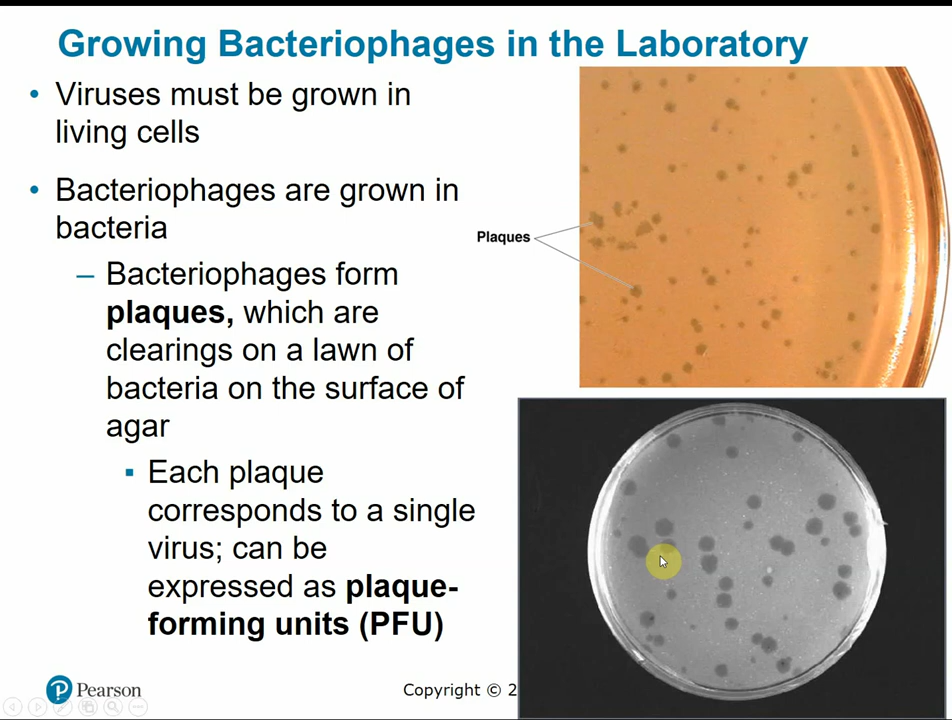 Growing Bacteriophages in the Laboratory
• Viruses must be grown in
living cells
• Bacteriophages are grown in
bacteria
– Bacteriophages form
plaques, which are
clearings on a lawn of
bacteria on the surface of
agar
▪ Each plaque
corresponds to a single
virus; can be
expressed as plaque-
forming units (PFU)
Plaques
Pearson
Copyright © 2